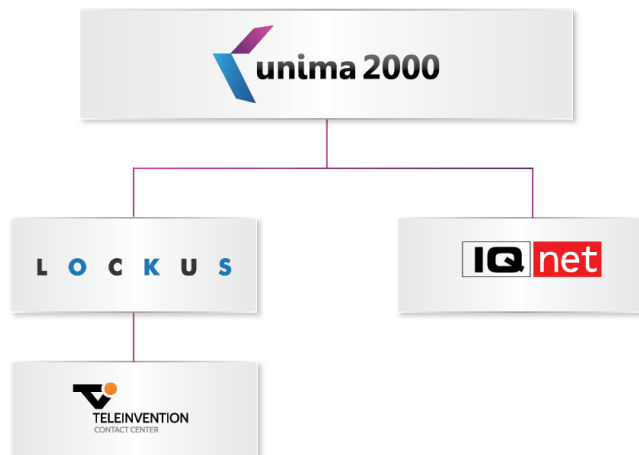 unima 2000
LOCKUS
IQ net
TELEINVENTION
CONTACT CENTER